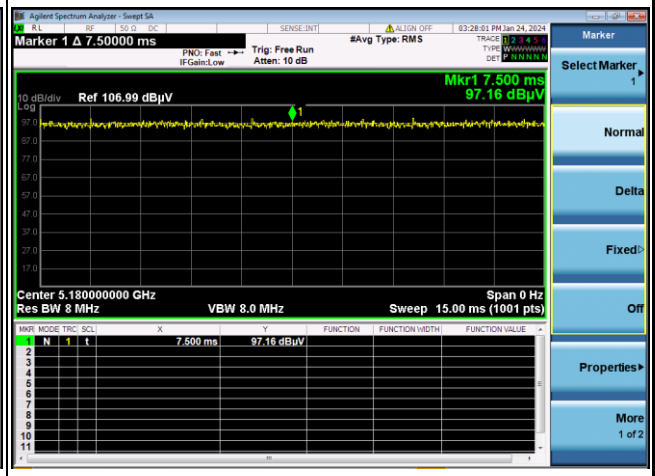 Agilent Spectrum Analyzer - Swept SA
RL RF 50 Ω DC SENSE:INT ALIGN OFF 03:28:01 PM Jan 24, 2024
Marker 1 Δ 7.50000 ms
PNO: Fast
IFGain:Low
Trig: Free Run
Atten: 10 dB
#Avg Type: RMS
TRACE 1 2 3 4 5 6
TYPE WWWWWW
DET P N N N N N
Mkr1 7.500 ms
97.16 dBµV
10 dB/div Ref 106.99 dBµV
Log
1
97.0
87.0
77.0
67.0
57.0
47.0
37.0
27.0
17.0
Center 5.180000000 GHz Span 0 Hz
Res BW 8 MHz VBW 8.0 MHz Sweep 15.00 ms (1001 pts)
MKR MODE TRC SCL X Y FUNCTION FUNCTION WIDTH FUNCTION VALUE
1 N 1 t 7.500 ms 97.16 dBµV
2
3
4
5
6
7
8
9
10
11
Marker
Select Marker
1
Normal
Delta
Fixed
Off
Properties
More
1 of 2